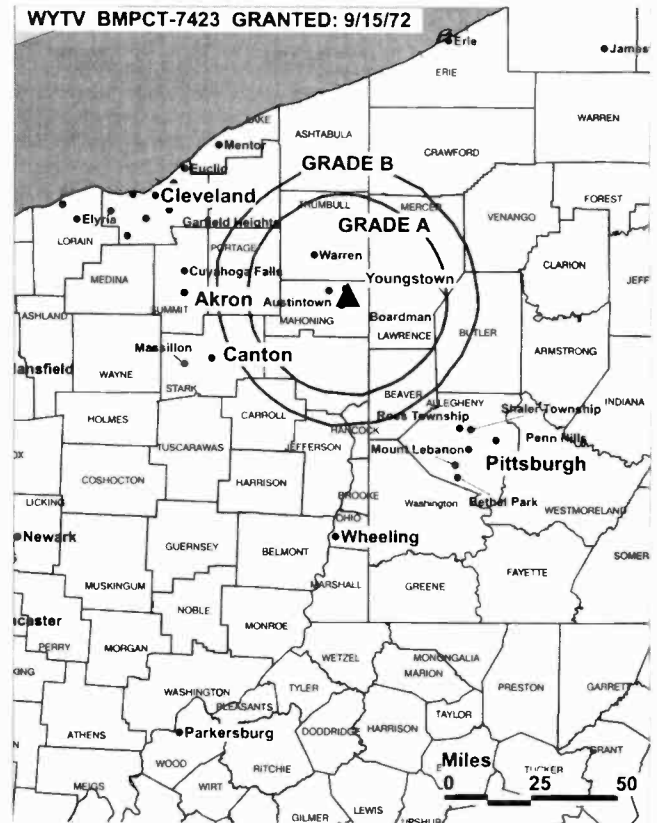 WYTV BMPCT-7423 GRANTED: 9/15/72
Erie
James
ERIE
LAKE
ASHTABULA
WARREN
Mentor
CRAWFORD
Euclid
GRADE B
Cleveland
TRUMBULL
MERCER
FOREST
VENANGO
Elyria
Garfield Heights
GRADE A
LORAIN
PORTAGE
Warren
CLARION
MEDINA
Cuyahoga Falls
Youngstown
JEFF
Akron
Austintown
SUMMIT
MAHONING
Boardman
ASHLAND
LAWRENCE
BUTLER
Massillon
Canton
ARMSTRONG
ansfield
WAYNE
STARK
BEAVER
ALLEGHENY
INDIANA
HOLMES
CARROLL
Ross Township
Shaler Township
HANCOCK
Penn Hills
OX
TUSCARAWAS
JEFFERSON
Mount Lebanon
Pittsburgh
COSHOCTON
HARRISON
BROOKE
Washington
Bethel Park
LICKING
OHIO
WESTMORELAND
Newark
Wheeling
GUERNSEY
BELMONT
SOMER
MARSHALL
FAYETTE
MUSKINGUM
GREENE
NOBLE
MONROE
caster
PERRY
MORGAN
WETZEL
MONONGALIA
KING
MARION
WASHINGTON
TYLER
PRESTON
GARRETT
PLEASANTS
TAYLOR
ATHENS
Parkersburg
DODDRIDGE
HARRISON
GRANT
WOOD
RITCHIE
Miles
MEIGS
WIRT
TUCKER
0 25 50
GILMER
LEWIS
UPSHUR